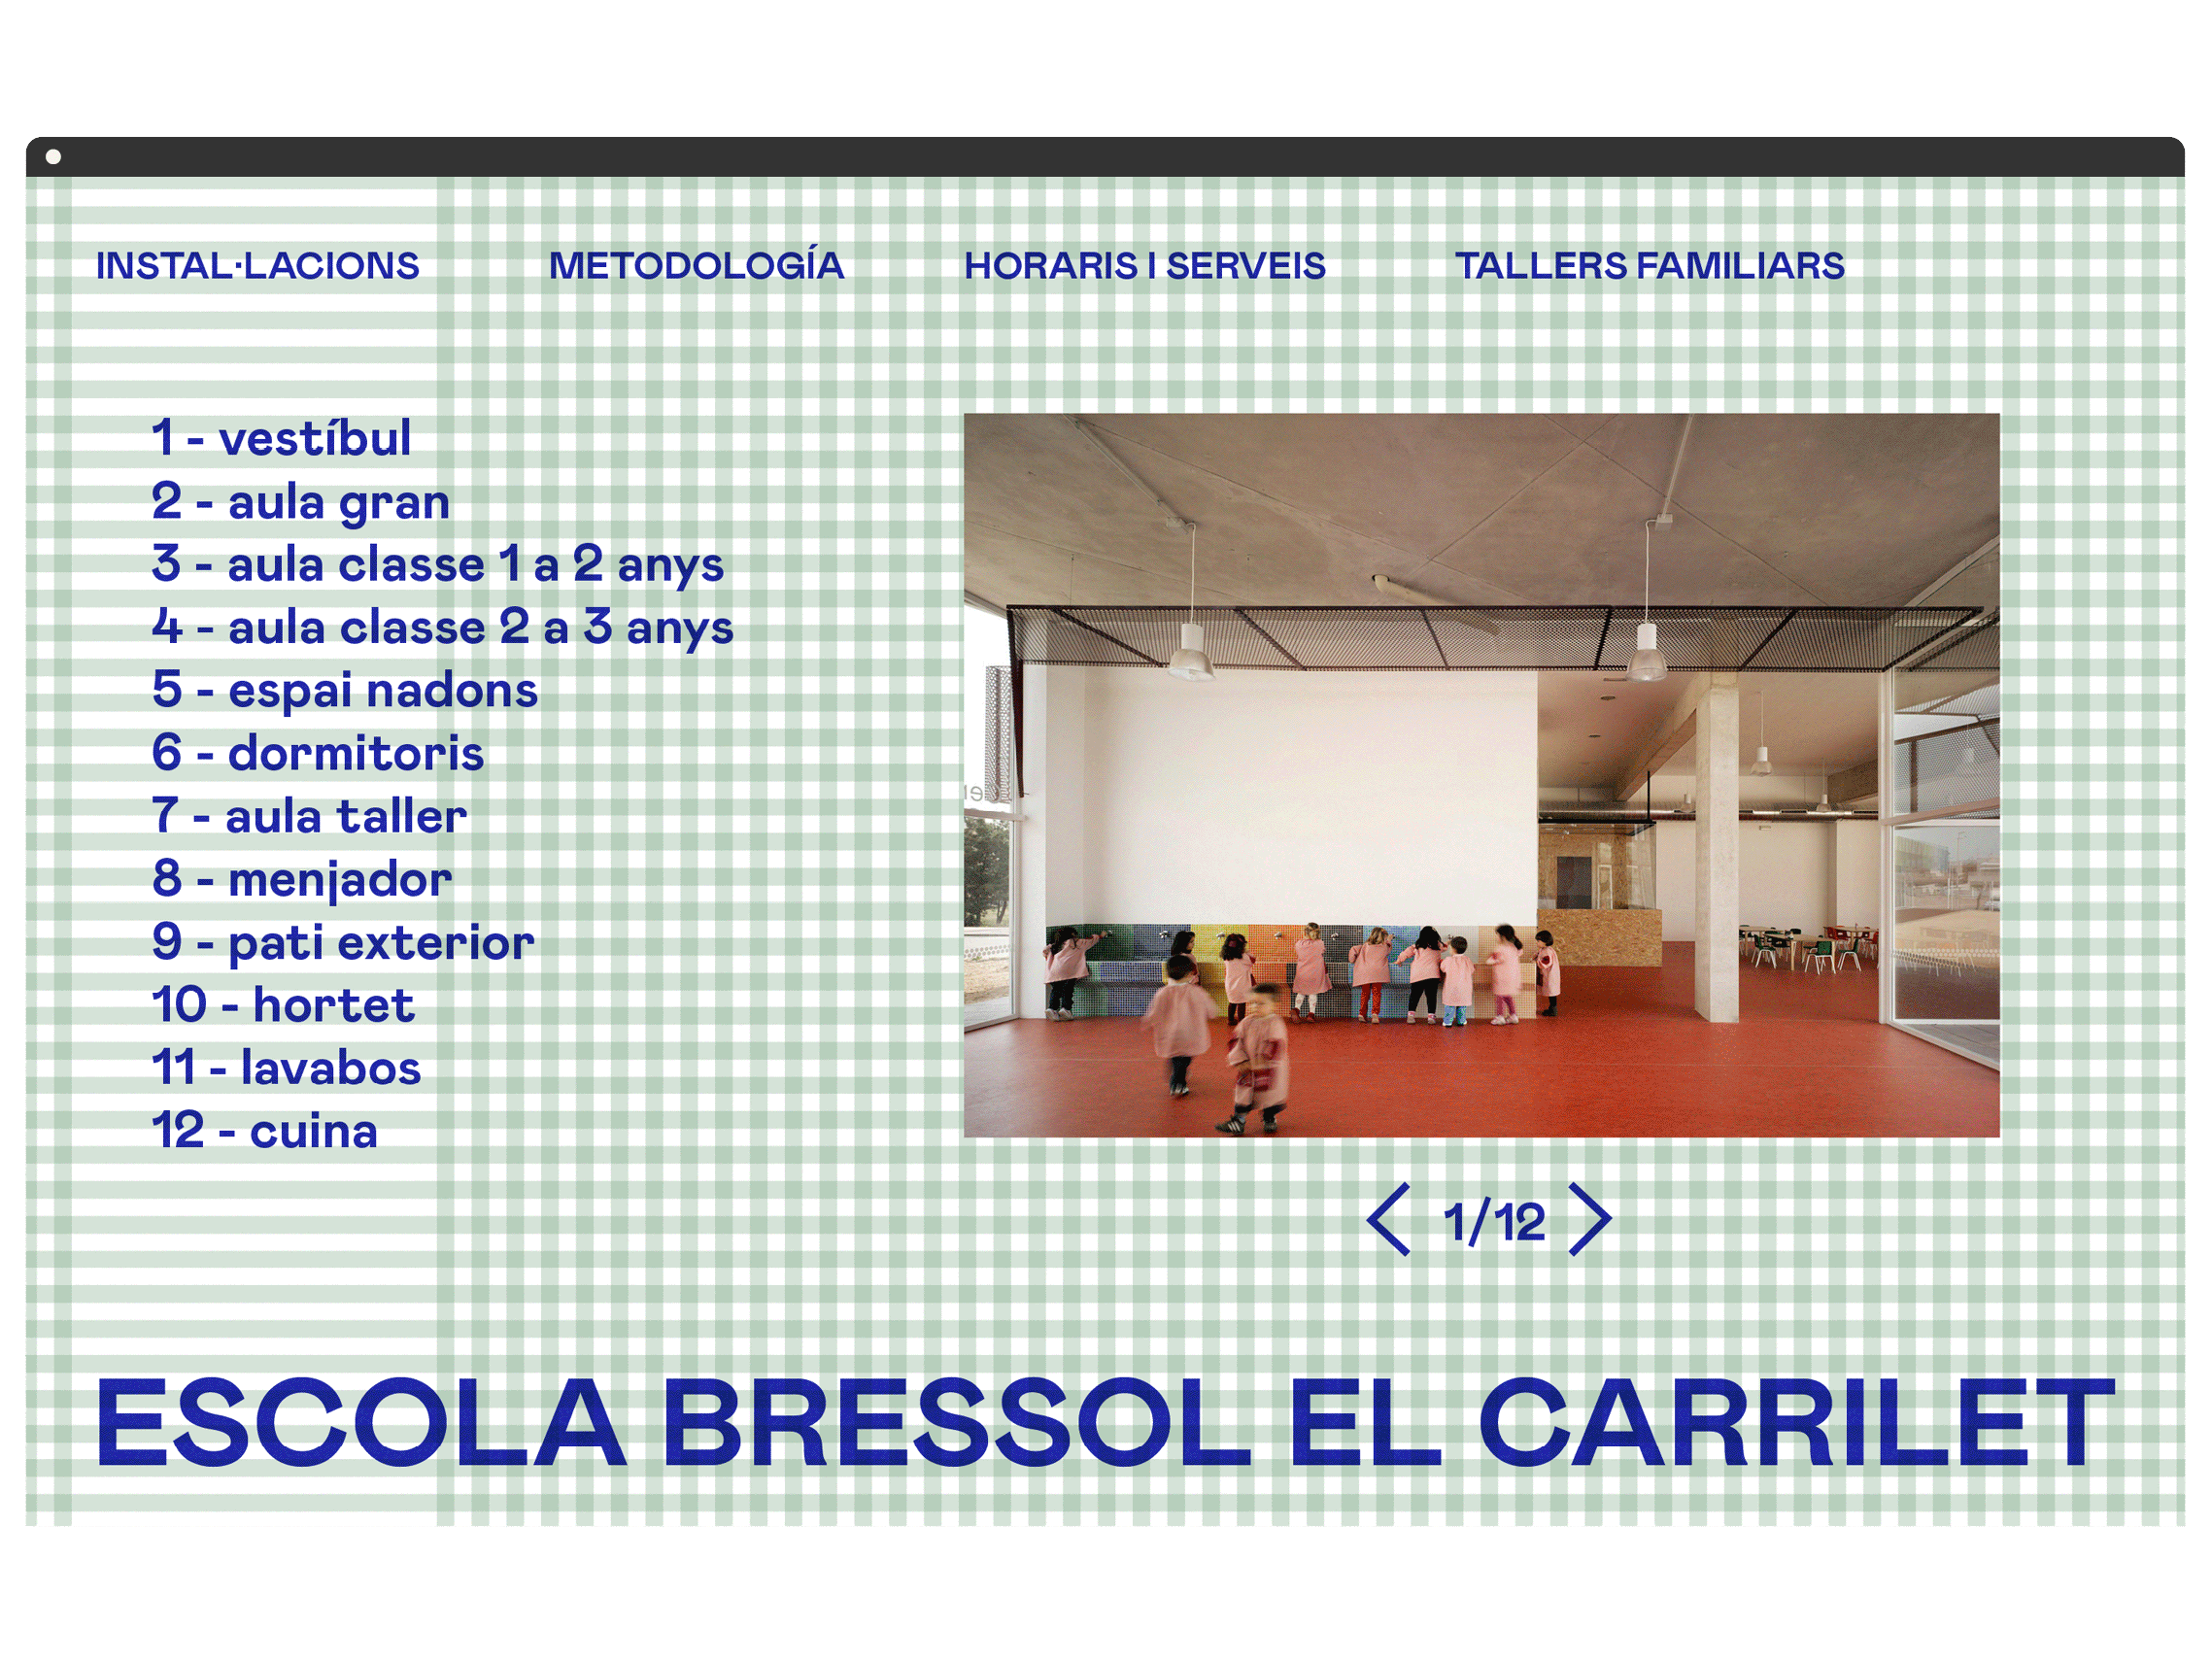 INSTAL·LACIONS METODOLOGÍA HORARIS I SERVEIS TALLERS FAMILIARS
1 - vestíbul
2 - aula gran
3 - aula classe 1 a 2 anys
4 - aula classe 2 a 3 anys
5 - espai nadons
6 - dormitoris
7 - aula taller
8 - menjador
9 - pati exterior
10 - hortet
11 - lavabos
12 - cuina
< 1/12 >
ESCOLA BRESSOL EL CARRILET